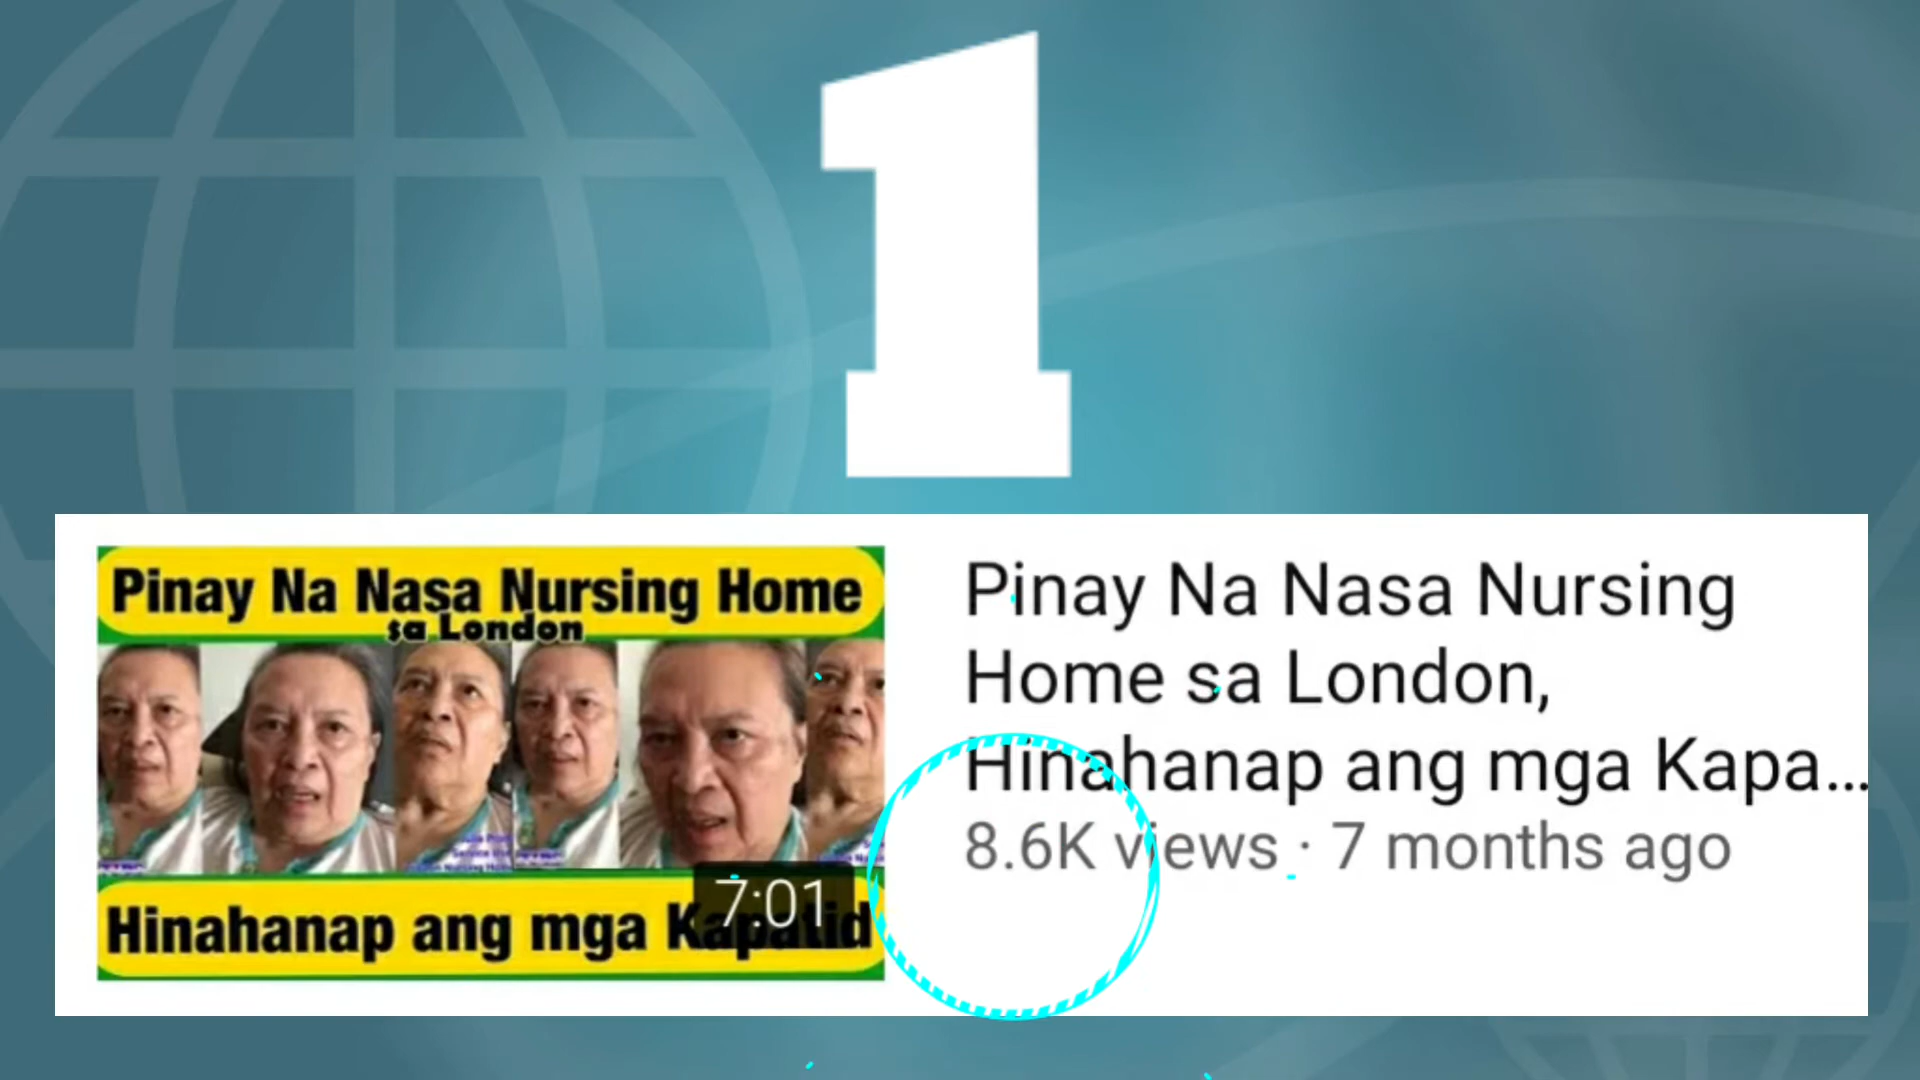 1
Pinay Na Nasa Nursing Home
sa London
Hinahanap ang mga Kapatid
7:01
Pinay Na Nasa Nursing
Home sa London,
Hinahanap ang mga Kapa...
8.6K views · 7 months ago